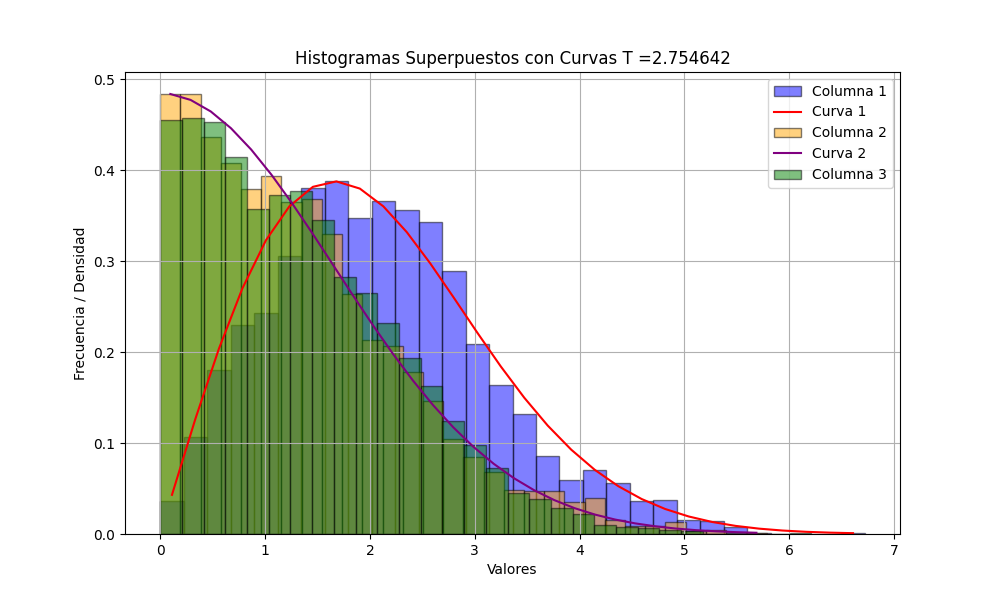 Histogramas Superpuestos con Curvas T =2.754642
Frecuencia / Densidad
0.5
0.4
0.3
0.2
0.1
0.0
Columna 1
Curva 1
Columna 2
Curva 2
Columna 3
0 1 2 3 4 5 6 7
Valores